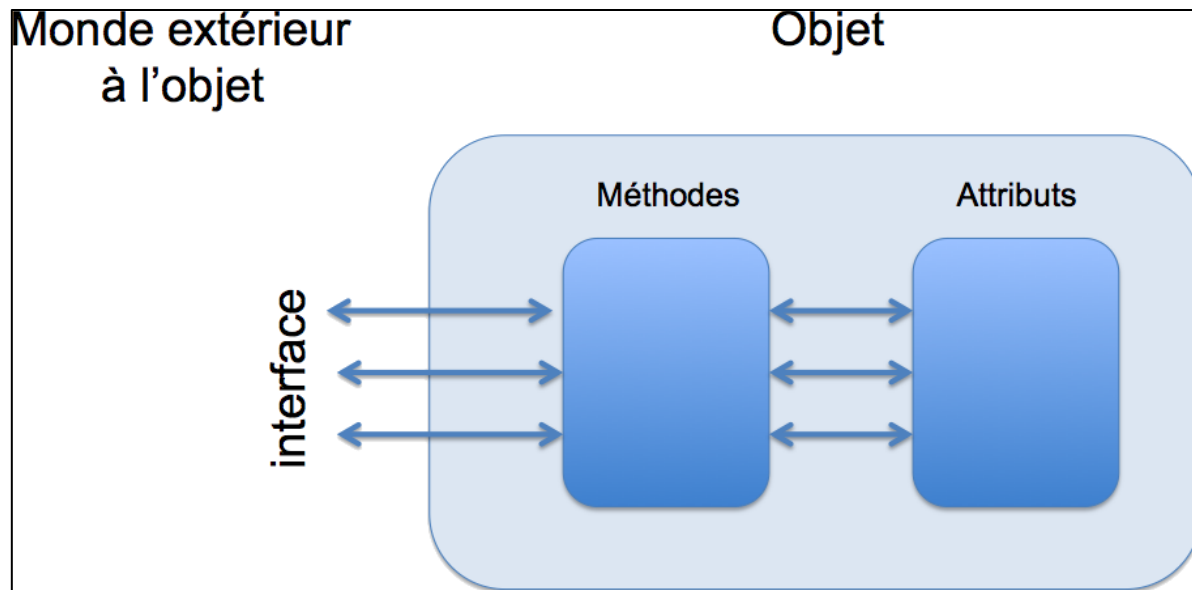 Monde extérieur
à l’objet
Objet
Méthodes
Attributs
interface